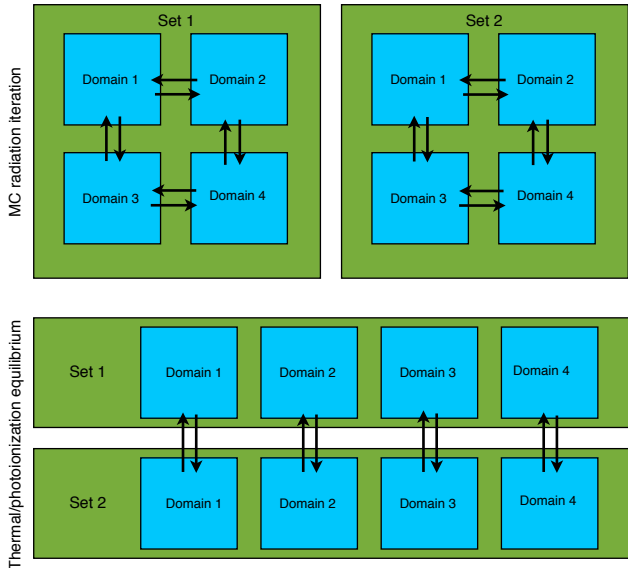 MC radiation iteration
Set 1
Domain 1
Domain 2
Domain 3
Domain 4
Set 2
Domain 1
Domain 2
Domain 3
Domain 4
Thermal/photoionization equilibrium
Set 1
Domain 1
Domain 2
Domain 3
Domain 4
Set 2
Domain 1
Domain 2
Domain 3
Domain 4